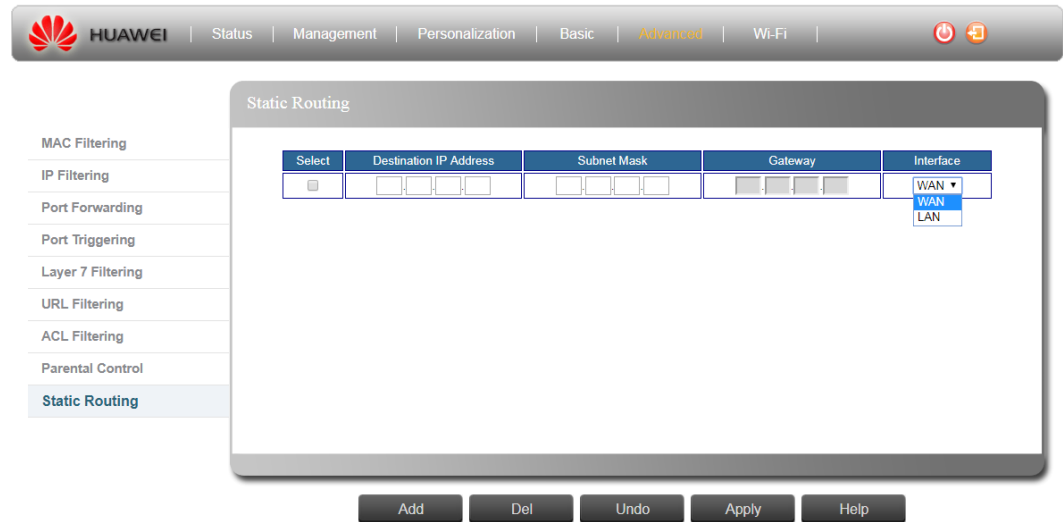 HUAWEI | Status | Management | Personalization | Basic | Advanced | Wi-Fi |
Static Routing
MAC Filtering
IP Filtering
Port Forwarding
Port Triggering
Layer 7 Filtering
URL Filtering
ACL Filtering
Parental Control
Static Routing
Select Destination IP Address Subnet Mask Gateway Interface
. . . . . . . . . WAN
WAN
LAN
Add Del Undo Apply Help